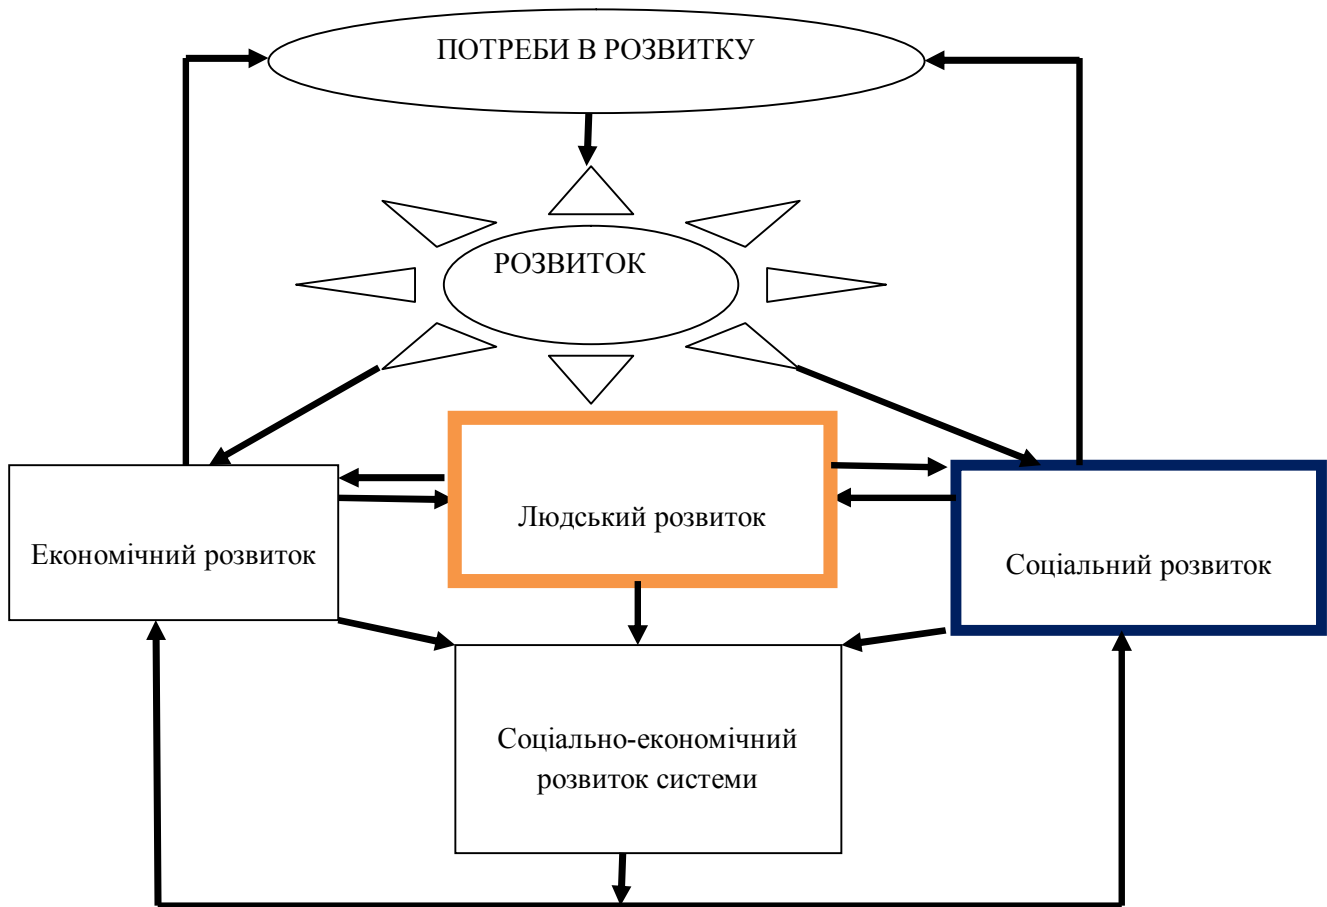 ПОТРЕБИ В РОЗВИТКУ
РОЗВИТОК
Людський розвиток
Економічний розвиток
Соціальний розвиток
Соціально-економічний
розвиток системи